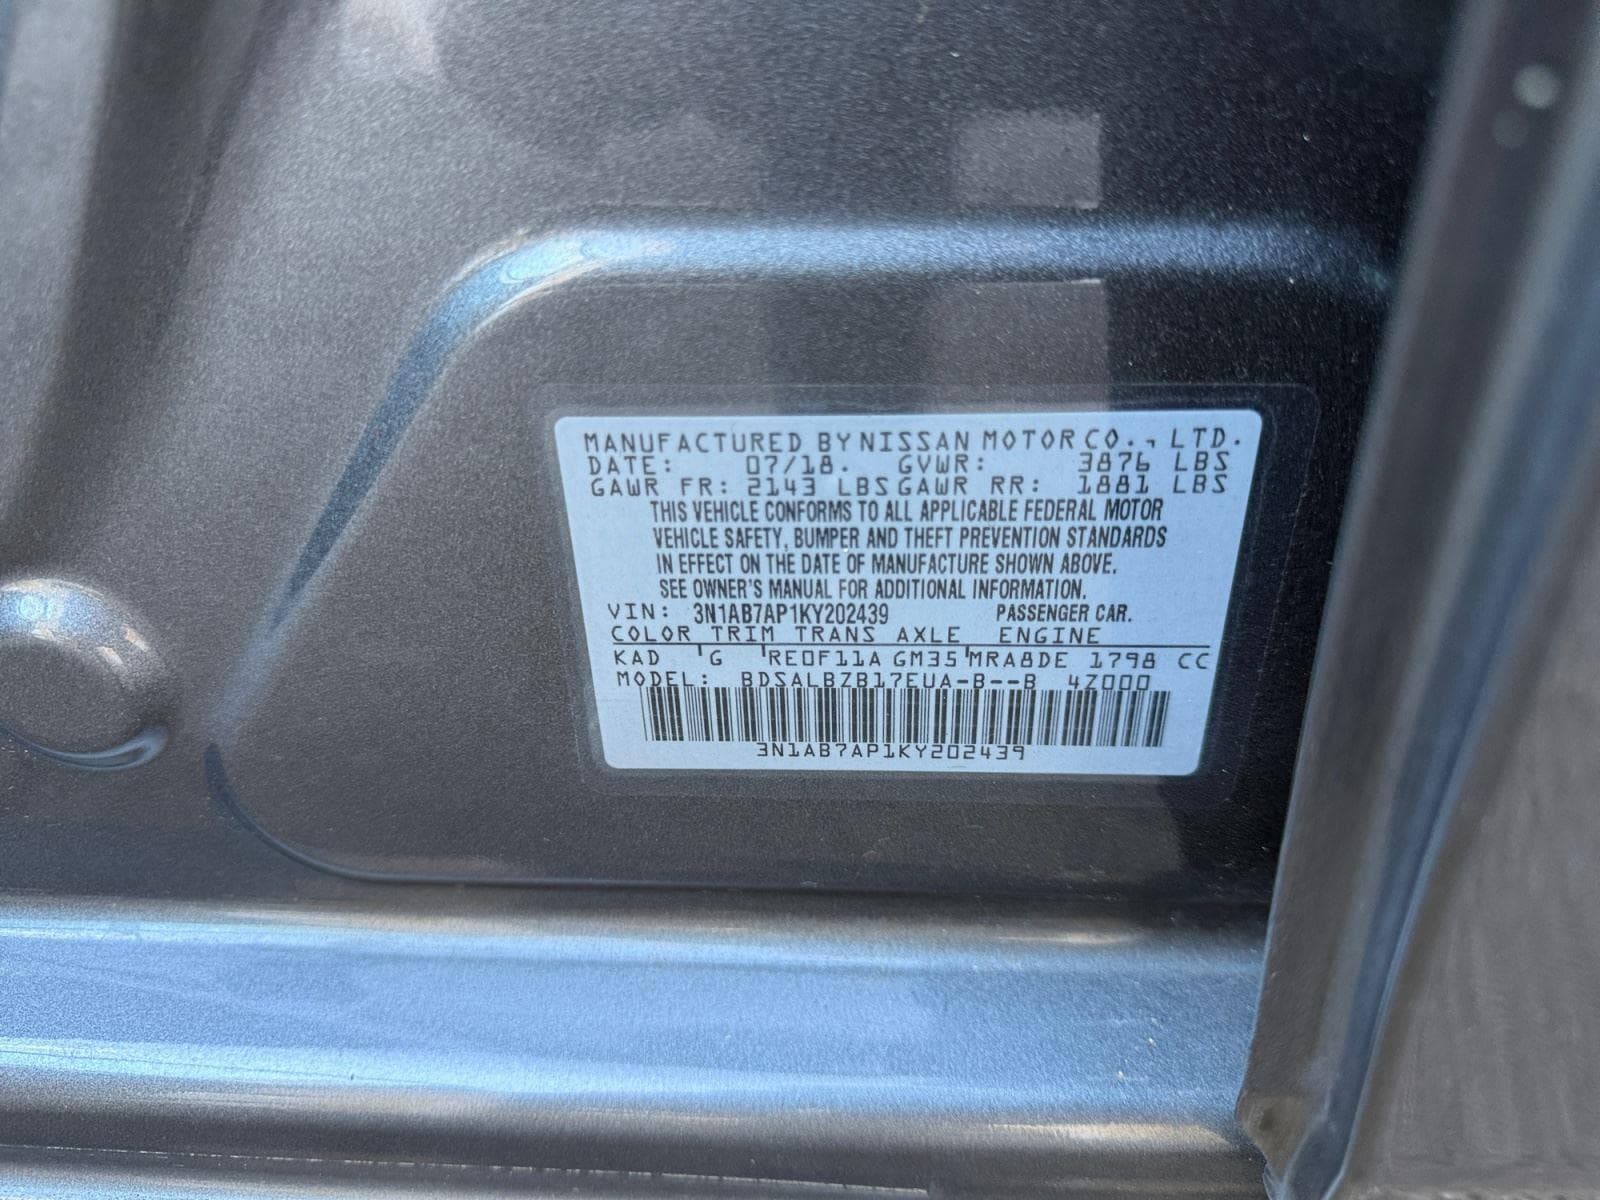 MANUFACTURED BY NISSAN MOTOR CO., LTD.
DATE: 07/18. GVWR: 3876 LBS
GAWR FR: 2143 LBS GAWR RR: 1881 LBS
THIS VEHICLE CONFORMS TO ALL APPLICABLE FEDERAL MOTOR
VEHICLE SAFETY, BUMPER AND THEFT PREVENTION STANDARDS
IN EFFECT ON THE DATE OF MANUFACTURE SHOWN ABOVE.
SEE OWNER'S MANUAL FOR ADDITIONAL INFORMATION.
VIN: 3N1AB7AP1KY202439 PASSENGER CAR.
COLOR TRIM TRANS AXLE ENGINE
KAD G RE0F11A GM35 MRA8DE 1798 CC
MODEL: BDSALBZB17EUA-B--B 4Z000
3N1AB7AP1KY202439